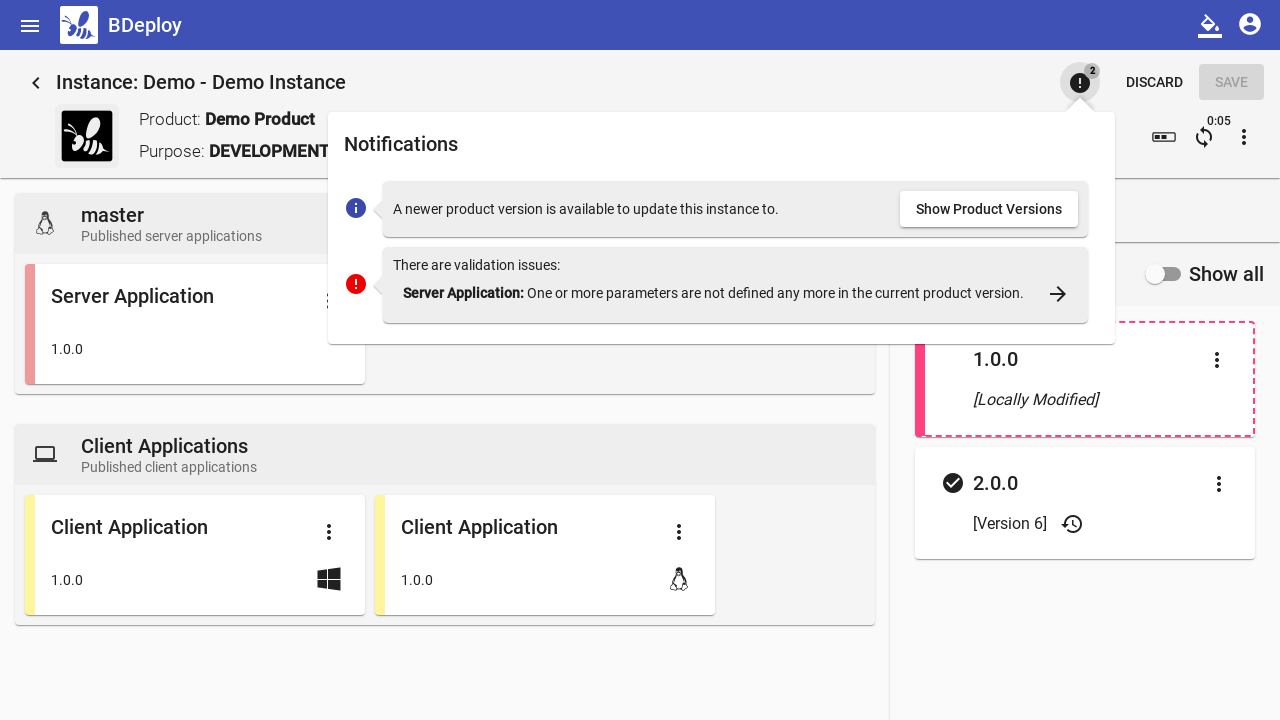 BDeploy
Instance: Demo - Demo Instance
2
DISCARD
SAVE
Product: Demo Product
Purpose: DEVELOPMENT
0:05
Notifications
A newer product version is available to update this instance to.
Show Product Versions
There are validation issues:
Server Application: One or more parameters are not defined any more in the current product version.
master
Published server applications
Show all
Server Application
1.0.0
1.0.0
[Locally Modified]
Client Applications
Published client applications
2.0.0
[Version 6]
Client Application
1.0.0
Client Application
1.0.0